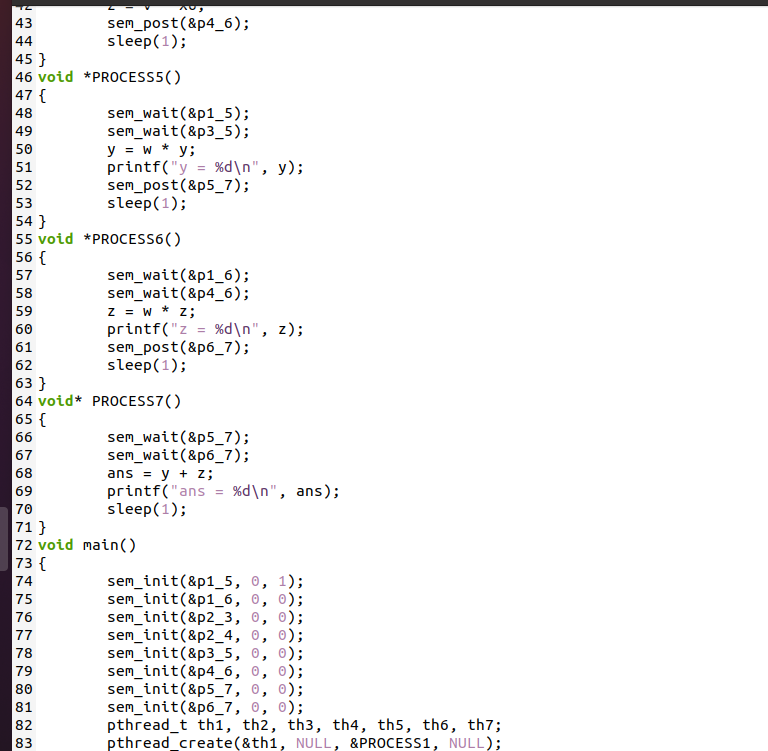 43 sem_post(&p4_6);
44 sleep(1);
45 }
46 void *PROCESS5()
47 {
48 sem_wait(&p1_5);
49 sem_wait(&p3_5);
50 y = w * y;
51 printf("y = %d\n", y);
52 sem_post(&p5_7);
53 sleep(1);
54 }
55 void *PROCESS6()
56 {
57 sem_wait(&p1_6);
58 sem_wait(&p4_6);
59 z = w * z;
60 printf("z = %d\n", z);
61 sem_post(&p6_7);
62 sleep(1);
63 }
64 void* PROCESS7()
65 {
66 sem_wait(&p5_7);
67 sem_wait(&p6_7);
68 ans = y + z;
69 printf("ans = %d\n", ans);
70 sleep(1);
71 }
72 void main()
73 {
74 sem_init(&p1_5, 0, 1);
75 sem_init(&p1_6, 0, 0);
76 sem_init(&p2_3, 0, 0);
77 sem_init(&p2_4, 0, 0);
78 sem_init(&p3_5, 0, 0);
79 sem_init(&p4_6, 0, 0);
80 sem_init(&p5_7, 0, 0);
81 sem_init(&p6_7, 0, 0);
82 pthread_t th1, th2, th3, th4, th5, th6, th7;
83 pthread_create(&th1, NULL, &PROCESS1, NULL);